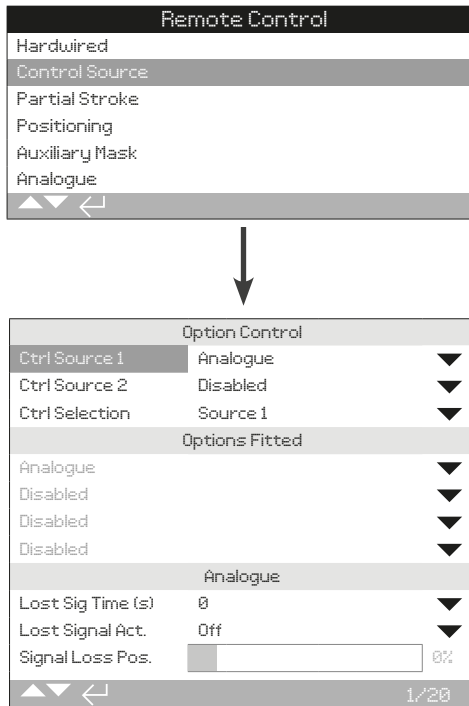 Remote Control
Hardwired
Control Source
Partial Stroke
Positioning
Auxiliary Mask
Analogue
Option Control
Ctrl Source 1 Analogue
Ctrl Source 2 Disabled
Ctrl Selection Source 1
Options Fitted
Analogue
Disabled
Disabled
Disabled
Analogue
Lost Sig Time (s) 0
Lost Signal Act. Off
Signal Loss Pos. 0%
1/20